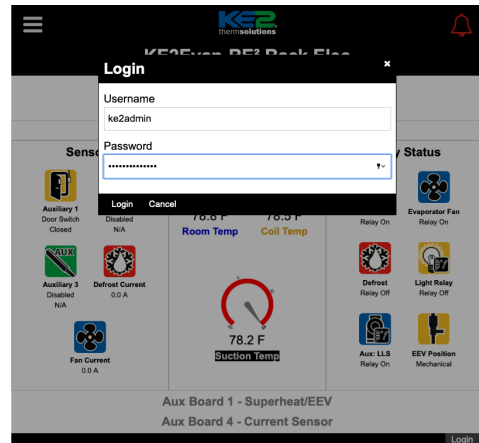 KE2
thermsolutions
Login
×
Username
ke2admin
Password
••••••••••••••
Login Cancel
Sens
y Status
Auxiliary 1
Door Switch
Closed
Disabled
N/A
78.8 F
Room Temp
78.5 F
Coil Temp
Relay On
Evaporator Fan
Relay On
AUX
Auxiliary 3
Disabled
N/A
Defrost Current
0.0 A
Defrost
Relay Off
Light Relay
Relay Off
Fan Current
0.0 A
78.2 F
Suction Temp
Aux: LLS
Relay On
EEV Position
Mechanical
Aux Board 1 - Superheat/EEV
Aux Board 4 - Current Sensor
Login